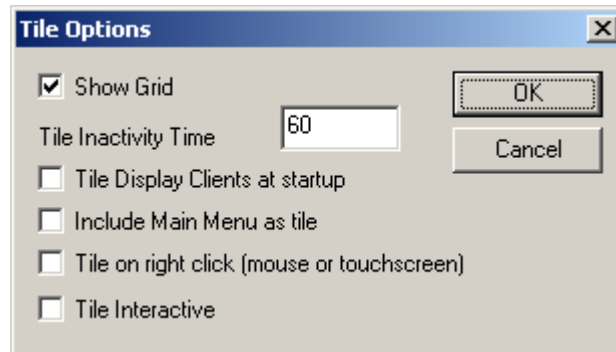 Tile Options
Show Grid
OK
Tile Inactivity Time 60
Cancel
Tile Display Clients at startup
Include Main Menu as tile
Tile on right click (mouse or touchscreen)
Tile Interactive